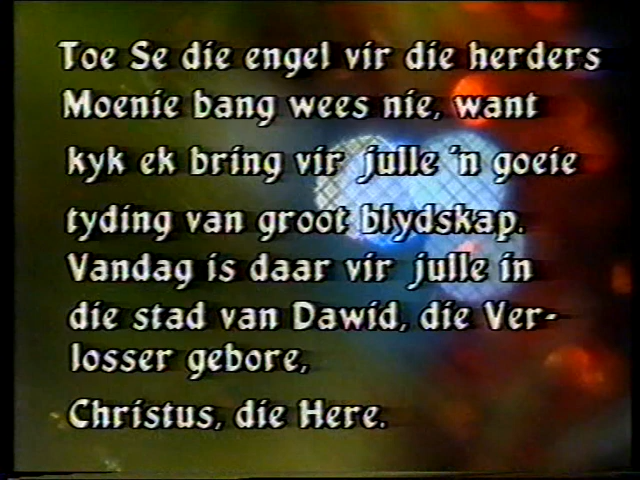 Toe Se die engel vir die herders
Moenie bang wees nie, want
kyk ek bring vir julle 'n goeie
tyding van groot blydskap.
Vandag is daar vir julle in
die stad van Dawid, die Ver-
losser gebore,
Christus, die Here.